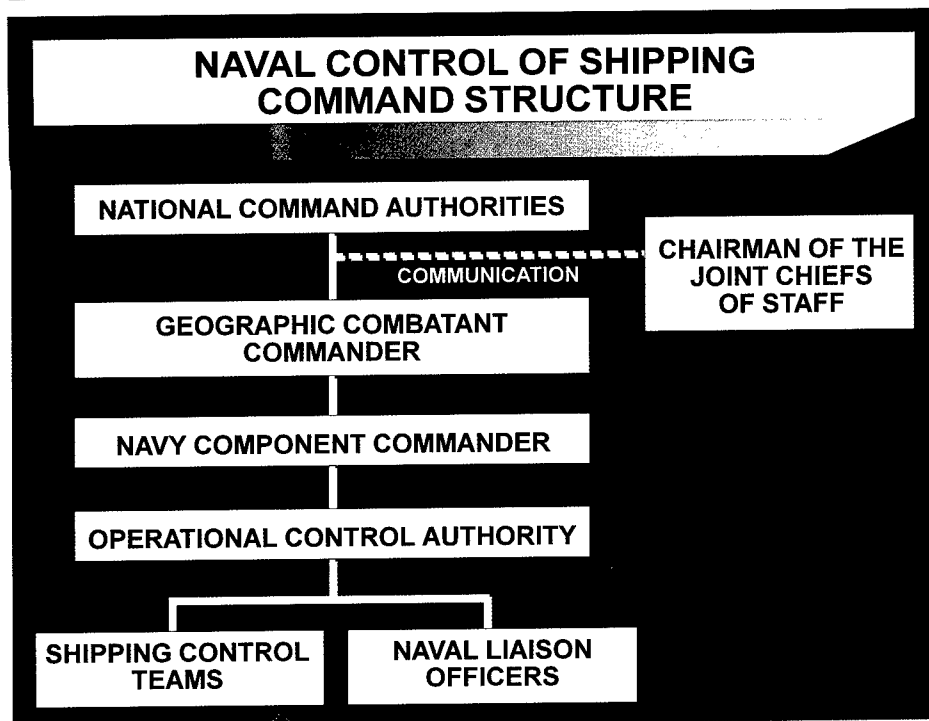 NAVAL CONTROL OF SHIPPING
COMMAND STRUCTURE
NATIONAL COMMAND AUTHORITIES
COMMUNICATION
CHAIRMAN OF THE
JOINT CHIEFS
OF STAFF
GEOGRAPHIC COMBATANT
COMMANDER
NAVY COMPONENT COMMANDER
OPERATIONAL CONTROL AUTHORITY
SHIPPING CONTROL
TEAMS
NAVAL LIAISON
OFFICERS